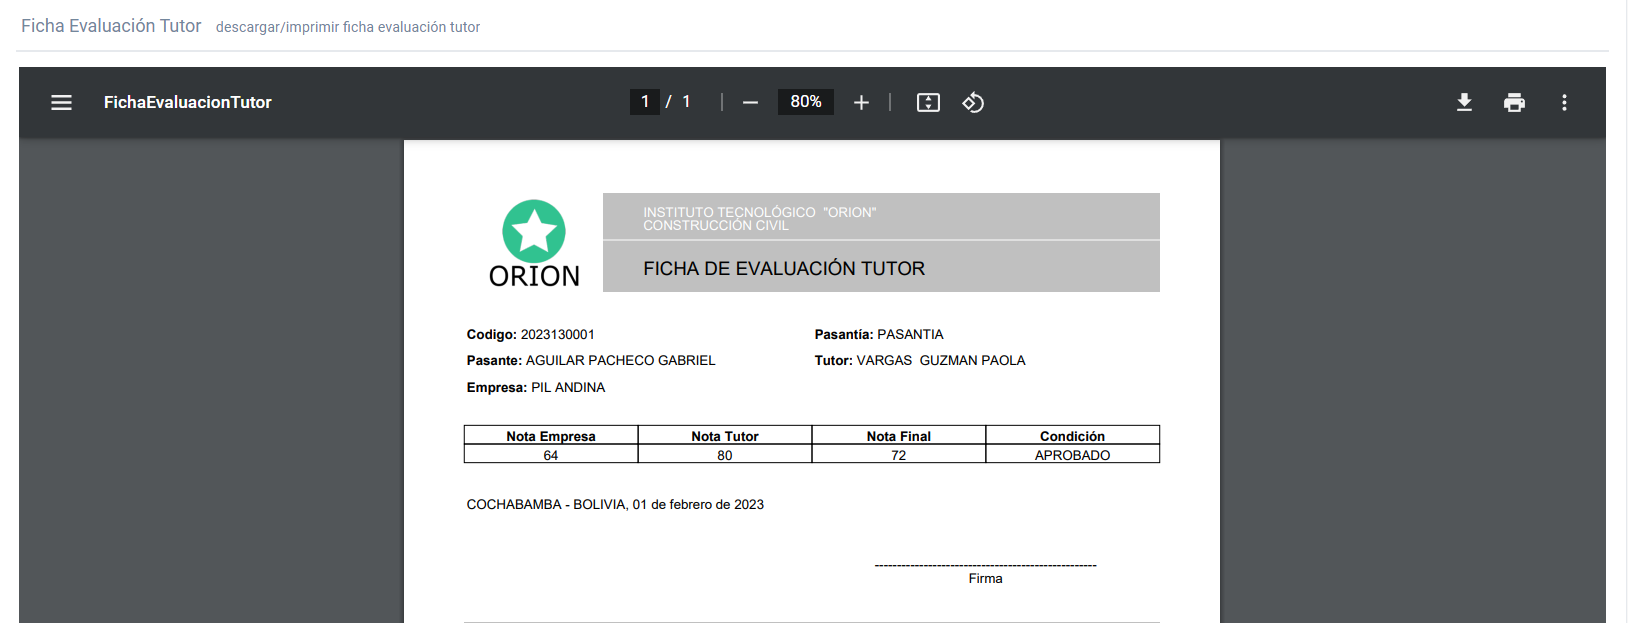 Ficha Evaluación Tutor descargar/imprimir ficha evaluación tutor
FichaEvaluacionTutor 1 / 1 80%
ORION
INSTITUTO TECNOLÓGICO "ORION"
CONSTRUCCIÓN CIVIL
FICHA DE EVALUACIÓN TUTOR
Codigo: 2023130001 Pasantía: PASANTIA
Pasante: AGUILAR PACHECO GABRIEL Tutor: VARGAS GUZMAN PAOLA
Empresa: PIL ANDINA
Nota Empresa Nota Tutor Nota Final Condición
64 80 72 APROBADO
COCHABAMBA - BOLIVIA, 01 de febrero de 2023
Firma